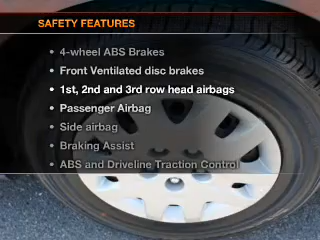 SAFETY FEATURES
• 4-wheel ABS Brakes
• Front Ventilated disc brakes
• 1st, 2nd and 3rd row head airbags
• Passenger Airbag
• Side airbag
• Braking Assist
• ABS and Driveline Traction Control